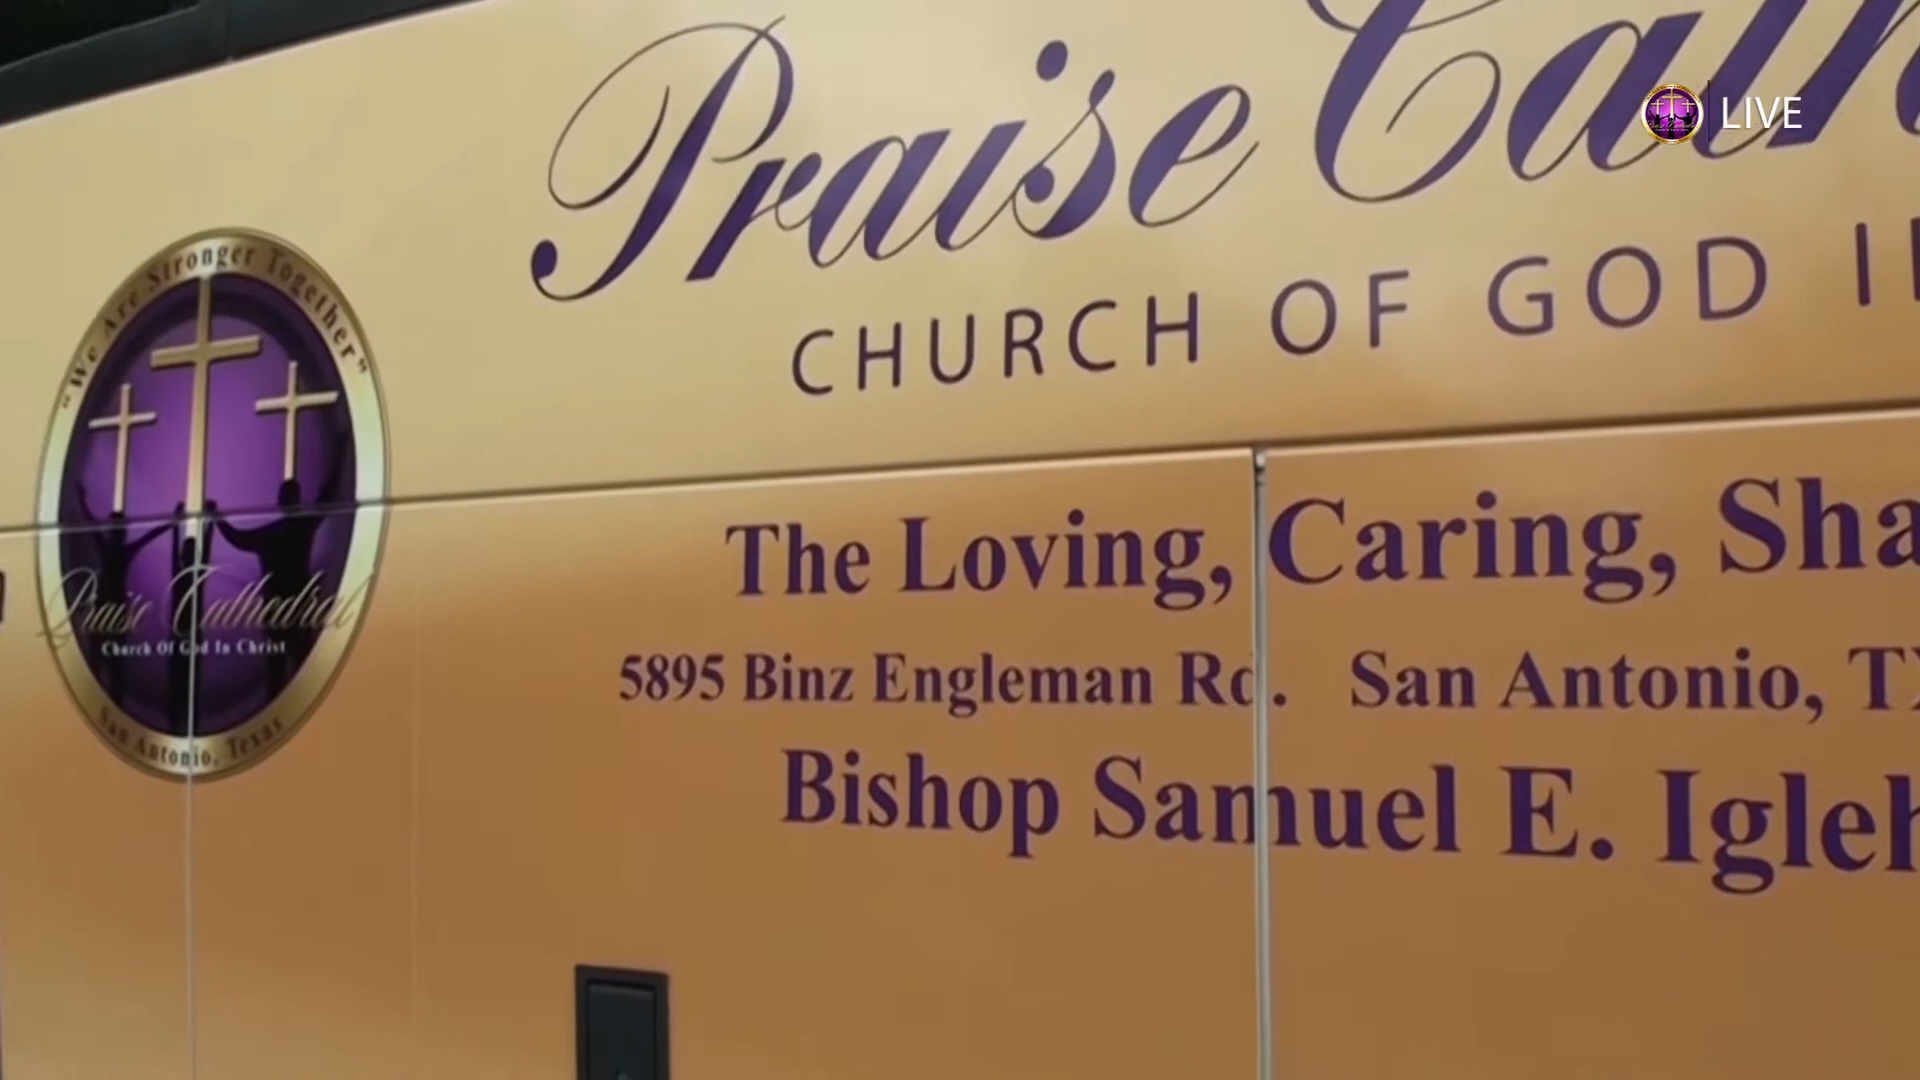 Praise Cath
CHURCH OF GOD I
LIVE
"We Are Stronger Together"
Praise Cathedral
Church Of God In Christ
San Antonio, Texas
The Loving, Caring, Sha
5895 Binz Engleman Rd. San Antonio, TX
Bishop Samuel E. Igleh